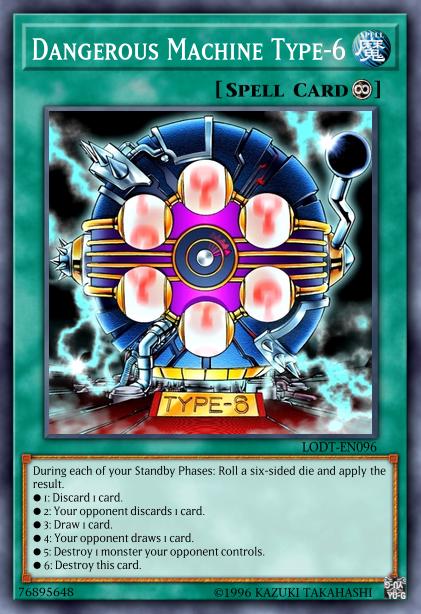 DANGEROUS MACHINE TYPE-6
SPELL
魔
[SPELL CARD]
TYPE-6
LODT-EN096
During each of your Standby Phases: Roll a six-sided die and apply the
result.
● 1: Discard 1 card.
● 2: Your opponent discards 1 card.
● 3: Draw 1 card.
● 4: Your opponent draws 1 card.
● 5: Destroy 1 monster your opponent controls.
● 6: Destroy this card.
76895648
©1996 KAZUKI TAKAHASHI